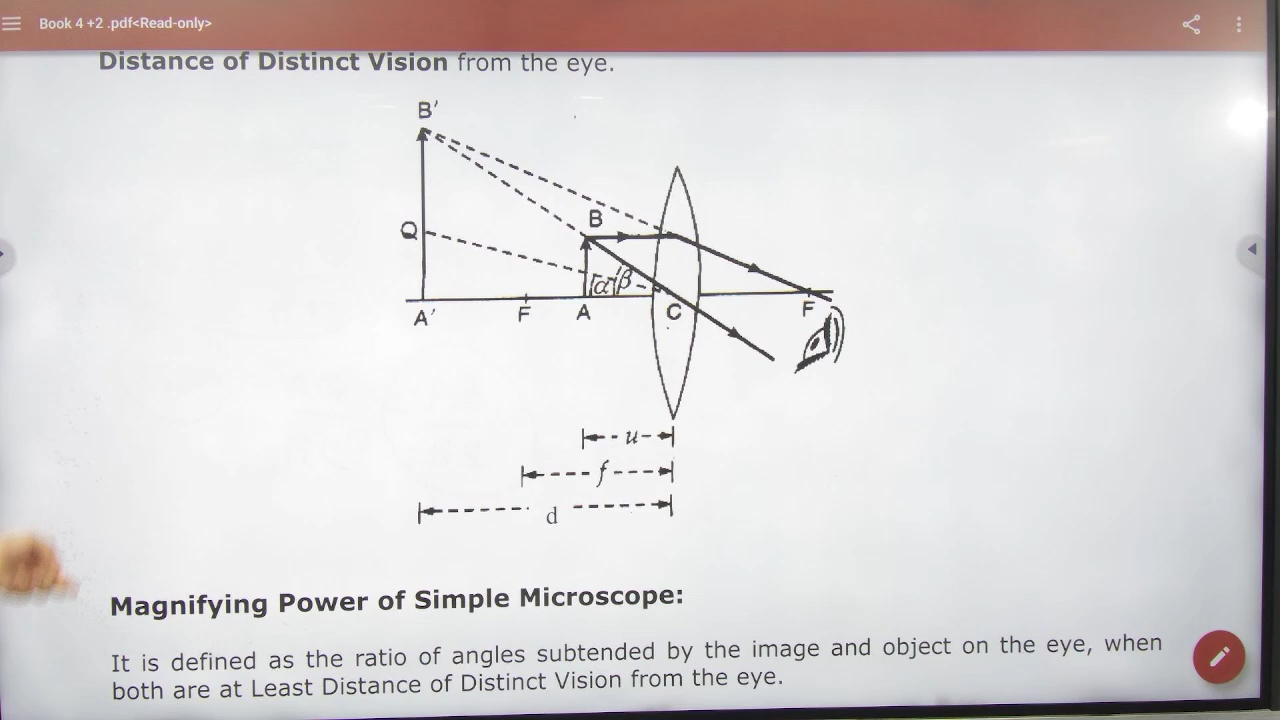 Book 4 +2 .pdf<Read-only>
Distance of Distinct Vision from the eye.
B'
B
Q
α β
A' F A C F
u
f
d
Magnifying Power of Simple Microscope:
It is defined as the ratio of angles subtended by the image and object on the eye, when
both are at Least Distance of Distinct Vision from the eye.